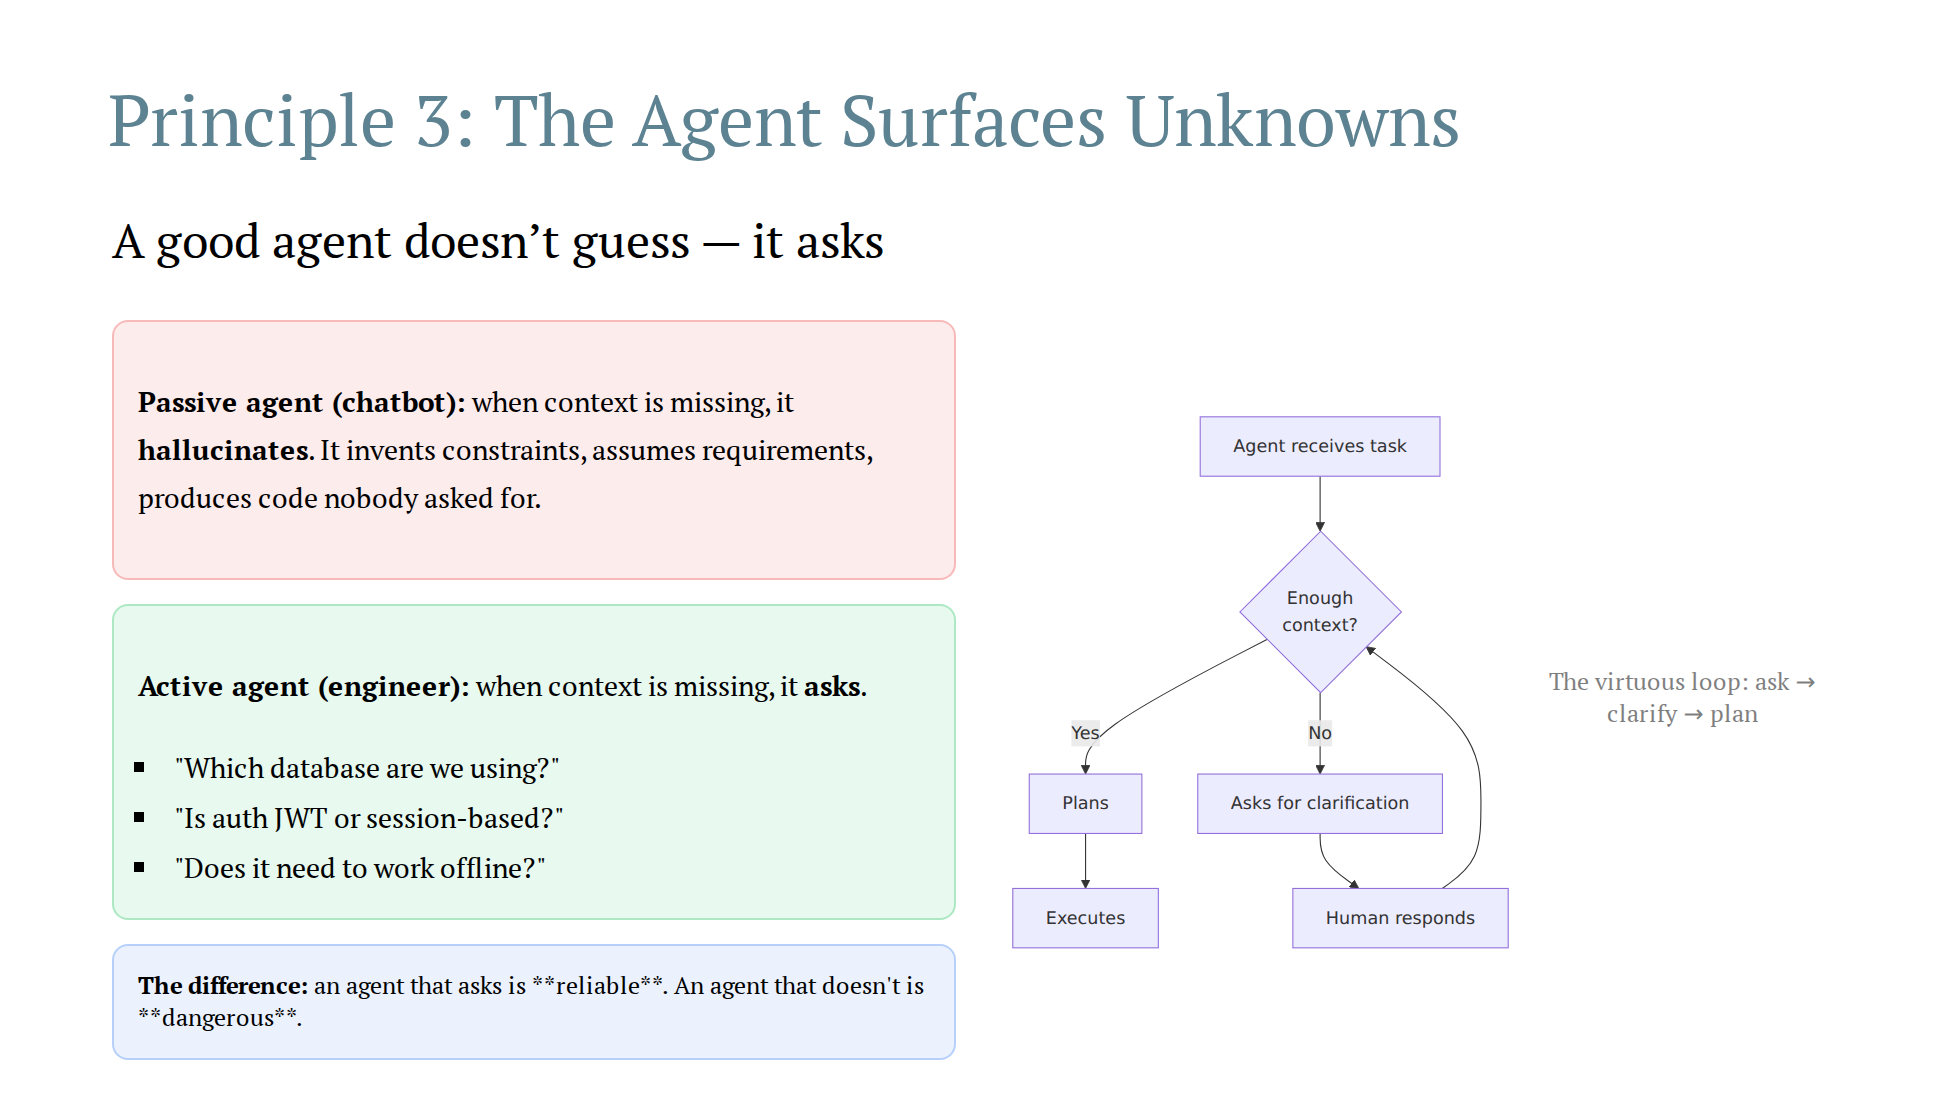 Principle 3: The Agent Surfaces Unknowns
A good agent doesn’t guess — it asks
Passive agent (chatbot): when context is missing, it
hallucinates. It invents constraints, assumes requirements,
produces code nobody asked for.
Active agent (engineer): when context is missing, it asks.
"Which database are we using?"
"Is auth JWT or session-based?"
"Does it need to work offline?"
The difference: an agent that asks is **reliable**. An agent that doesn't is
**dangerous**.
Agent receives task
Enough
context?
Yes
No
Plans
Asks for clarification
Executes
Human responds
The virtuous loop: ask →
clarify → plan